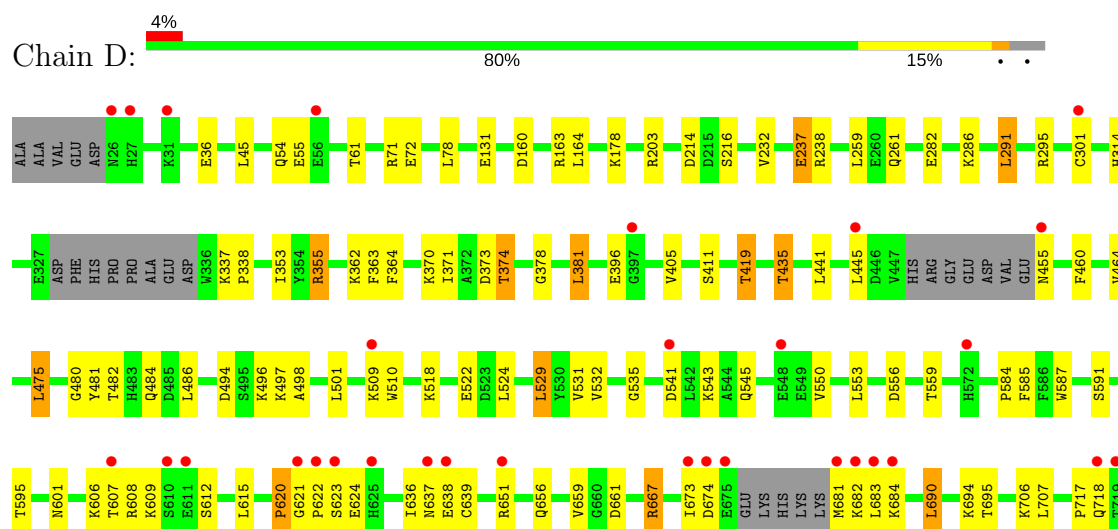 4%
Chain D:
80% 15% • •
ALA ALA VAL GLU ASP N26 H27 K31 E36 L45 Q54 E55 E56 T61 R71 E72 L78 E131 D160 R163 L164 K178 R203 D214 D215 S216 V232 E237 R238 L259 E260 Q261 E282 K286 L291 R295 C301 H314
E327 ASP PHE HIS PRO PRO ALA GLU ASP W336 K337 P338 I353 Y354 R355 K362 F363 F364 K370 I371 A372 D373 T374 G378 L381 E396 G397 V405 S411 T419 T435 L441 L445 D446 V447 HIS ARG GLY GLU ASP VAL GLU N455 F460 V464
L475 G480 Y481 T482 H483 Q484 D485 L486 D494 S495 K496 K497 A498 L501 K509 W510 K518 E522 D523 L524 L529 Y530 V531 V532 G535 D541 L542 K543 A544 Q545 E548 E549 V550 L553 D556 T559 H572 P584 F585 F586 W587 S591
T595 N601 K606 T607 R608 K609 S610 E611 S612 L615 P620 G621 P622 S623 E624 H625 I636 N637 E638 C639 R651 Q656 V659 G660 D661 R667 I673 D674 E675 GLU LYS HIS LYS LYS M681 K682 L683 K684 L690 K694 T695 K706 L707 P717 Q718